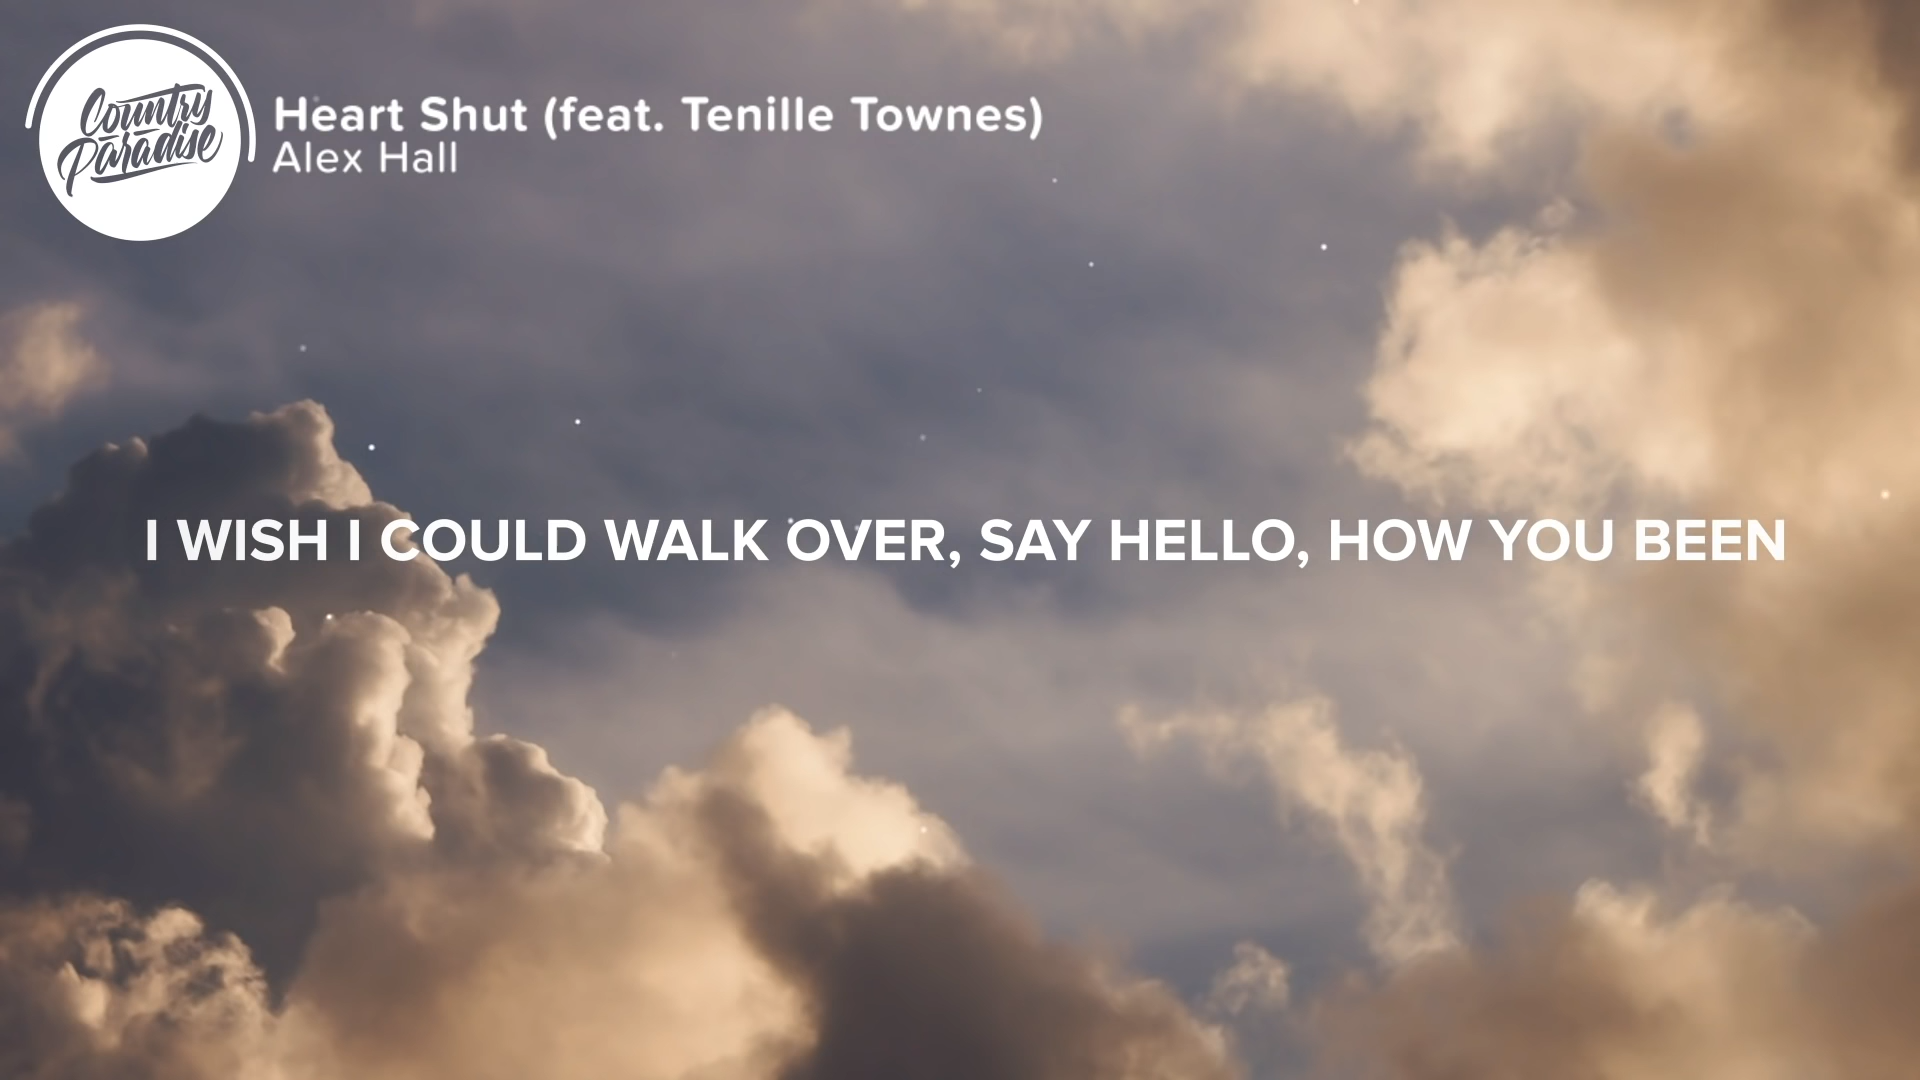 Country
Paradise
Heart Shut (feat. Tenille Townes)
Alex Hall
I WISH I COULD WALK OVER, SAY HELLO, HOW YOU BEEN